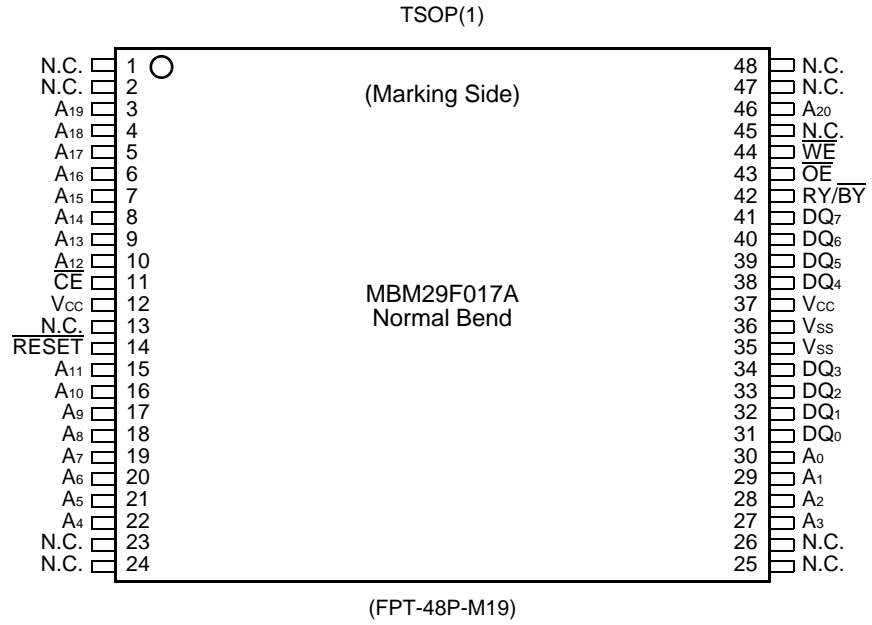 TSOP(1)
(Marking Side)
N.C. 1 48 N.C.
N.C. 2 47 N.C.
A19 3 46 A20
A18 4 45 N.C.
A17 5 44 WE
A16 6 43 OE
A15 7 42 RY/BY
A14 8 41 DQ7
A13 9 40 DQ6
A12 10 39 DQ5
CE 11 38 DQ4
VCC 12 37 VCC
N.C. 13 36 VSS
RESET 14 35 VSS
A11 15 34 DQ3
A10 16 33 DQ2
A9 17 32 DQ1
A8 18 31 DQ0
A7 19 30 A0
A6 20 29 A1
A5 21 28 A2
A4 22 27 A3
N.C. 23 26 N.C.
N.C. 24 25 N.C.
MBM29F017A
Normal Bend
(FPT-48P-M19)